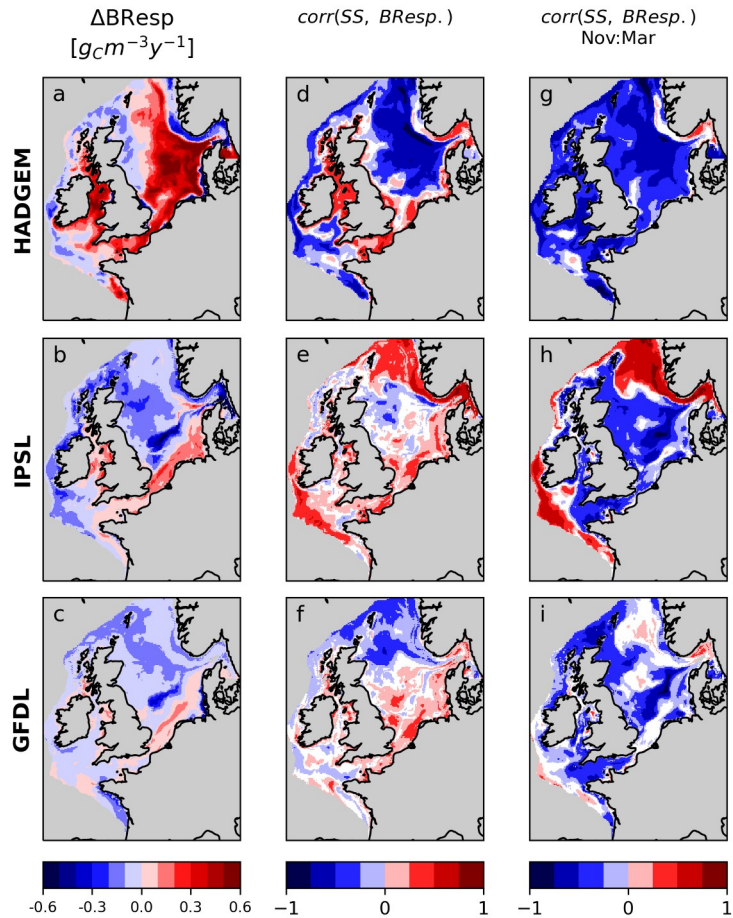 ΔBResp
[g_C m^{-3} y^{-1}]
corr(SS, BResp.)
corr(SS, BResp.)
Nov:Mar
HADGEM
a
d
g
IPSL
b
e
h
GFDL
c
f
i
-0.6 -0.3 0.0 0.3 0.6
−1 0 1
−1 0 1